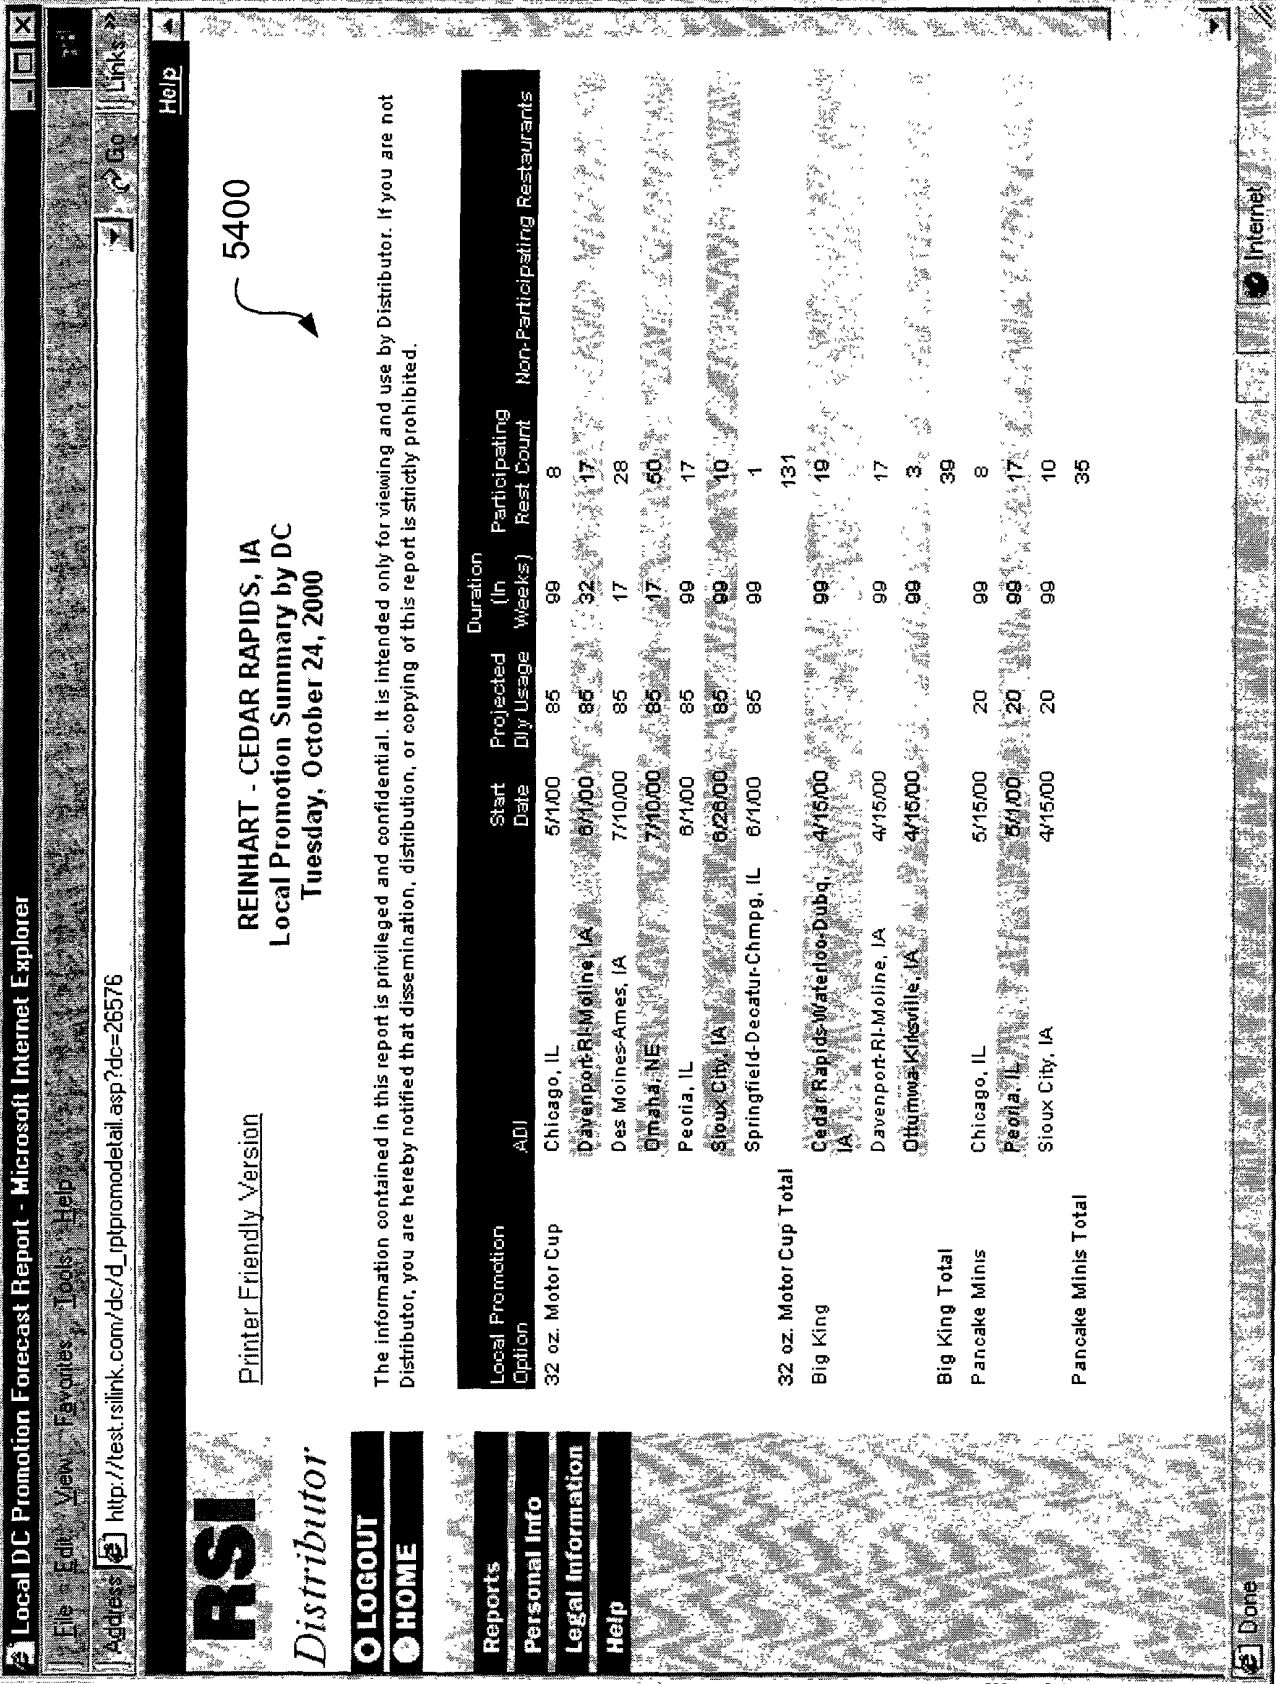 Local DC Promotion Forecast Report - Microsoft Internet Explorer
File Edit View Favorites Tools Help
Address http://test.rsilink.com/dc/d_rptpromodetail.asp?dc=26576 Go Links »
Help
RSI
Distributor
LOGOUT
HOME
Reports
Personal Info
Legal Information
Help
Printer Friendly Version
REINHART - CEDAR RAPIDS, IA
Local Promotion Summary by DC
Tuesday, October 24, 2000
5400
The information contained in this report is privileged and confidential. It is intended only for viewing and use by Distributor. If you are not
Distributor, you are hereby notified that dissemination, distribution, or copying of this report is strictly prohibited.
Duration
Local Promotion Start Projected (In Participating
Option ADI Date Dly Usage Weeks) Rest Count Non-Participating Restaurants
32 oz. Motor Cup Chicago, IL 5/1/00 85 99 8
Davenport-RI-Moline, IA 6/1/00 85 32 17
Des Moines-Ames, IA 7/10/00 85 17 28
Omaha, NE 7/10/00 85 17 50
Peoria, IL 6/1/00 85 99 17
Sioux City, IA 6/26/00 85 99 10
Springfield-Decatur-Chmpg, IL 6/1/00 85 99 1
32 oz. Motor Cup Total 131
Big King Cedar Rapids-Waterloo-Dubq, 4/15/00 99 19
IA
Davenport-RI-Moline, IA 4/15/00 99 17
Ottumwa-Kirksville, IA 4/15/00 99 3
Big King Total 39
Pancake Minis Chicago, IL 5/15/00 20 99 8
Peoria, IL 5/1/00 20 99 17
Sioux City, IA 4/15/00 20 99 10
Pancake Minis Total 35
Done Internet